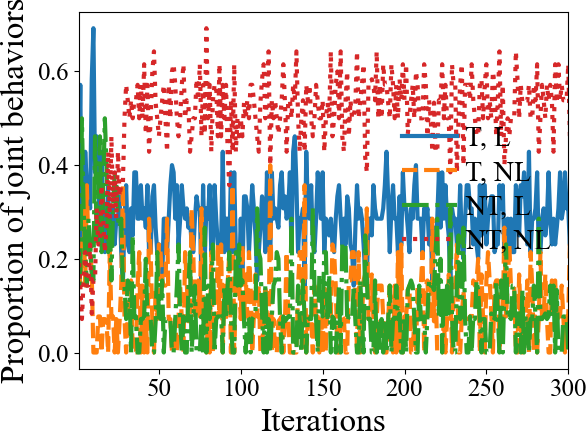 Proportion of joint behaviors
0.6
0.4
0.2
0.0
T, L
T, NL
NT, L
NT, NL
50
100
150
200
250
300
Iterations